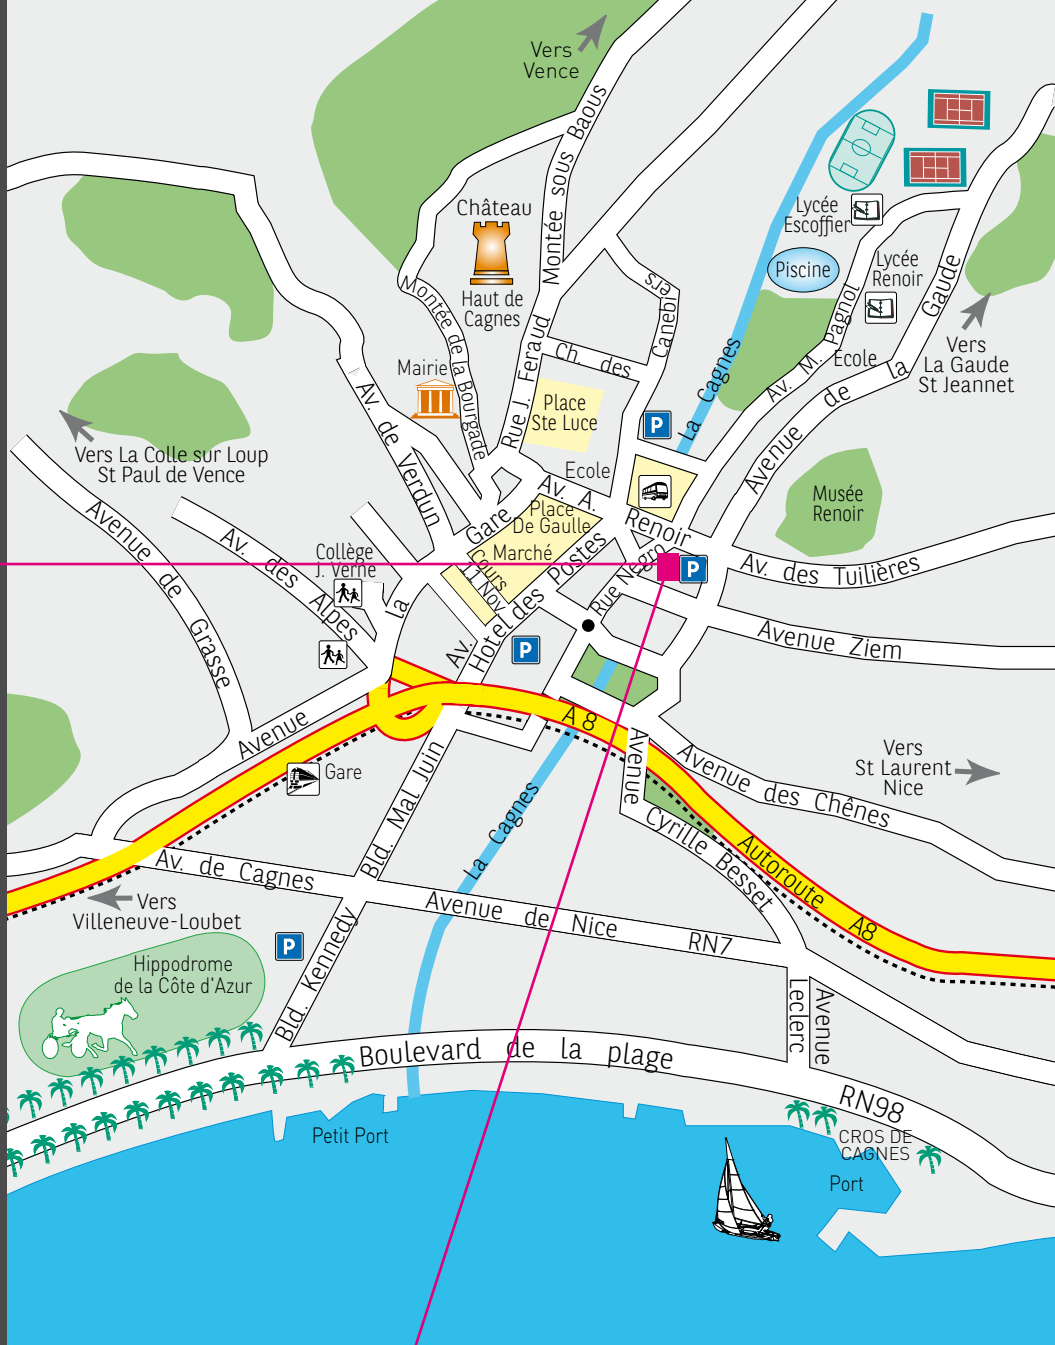 Vers
Vence
Montée sous Baous
Château
Haut de
Cagnes
Lycée
Escoffier
Piscine
Lycée
Renoir
Gaude
Vers
La Gaude
St Jeannet
Canebiers
Ch. des
La Cagnes
Av. M. Pagnol
Ecole
Avenue de la
Montée de la Bourgade
Rue J. Feraud
Mairie
Place
Ste Luce
P
Av. de Verdun
Vers La Colle sur Loup
St Paul de Vence
Ecole
Av. A.
Renoir
Musée
Renoir
Avenue de Grasse
Av. des Alpes
Gare
Place
De Gaulle
Marché
Cours
11 Nov.
Collège
J. Verne
Hotel des Postes
Rue Negro
P
Av. des Tuilières
la
Av.
P
Avenue Ziem
Avenue
A 8
Gare
Bld. Mal Juin
La Cagnes
Avenue
Cyrille Besset
Avenue des Chênes
Vers
St Laurent
Nice
Autoroute A8
Av. de Cagnes
Avenue de Nice RN7
Vers
Villeneuve-Loubet
P
Bld. Kennedy
Hippodrome
de la Côte d'Azur
Avenue
Leclerc
Boulevard de la plage
RN98
Petit Port
CROS DE
CAGNES
Port